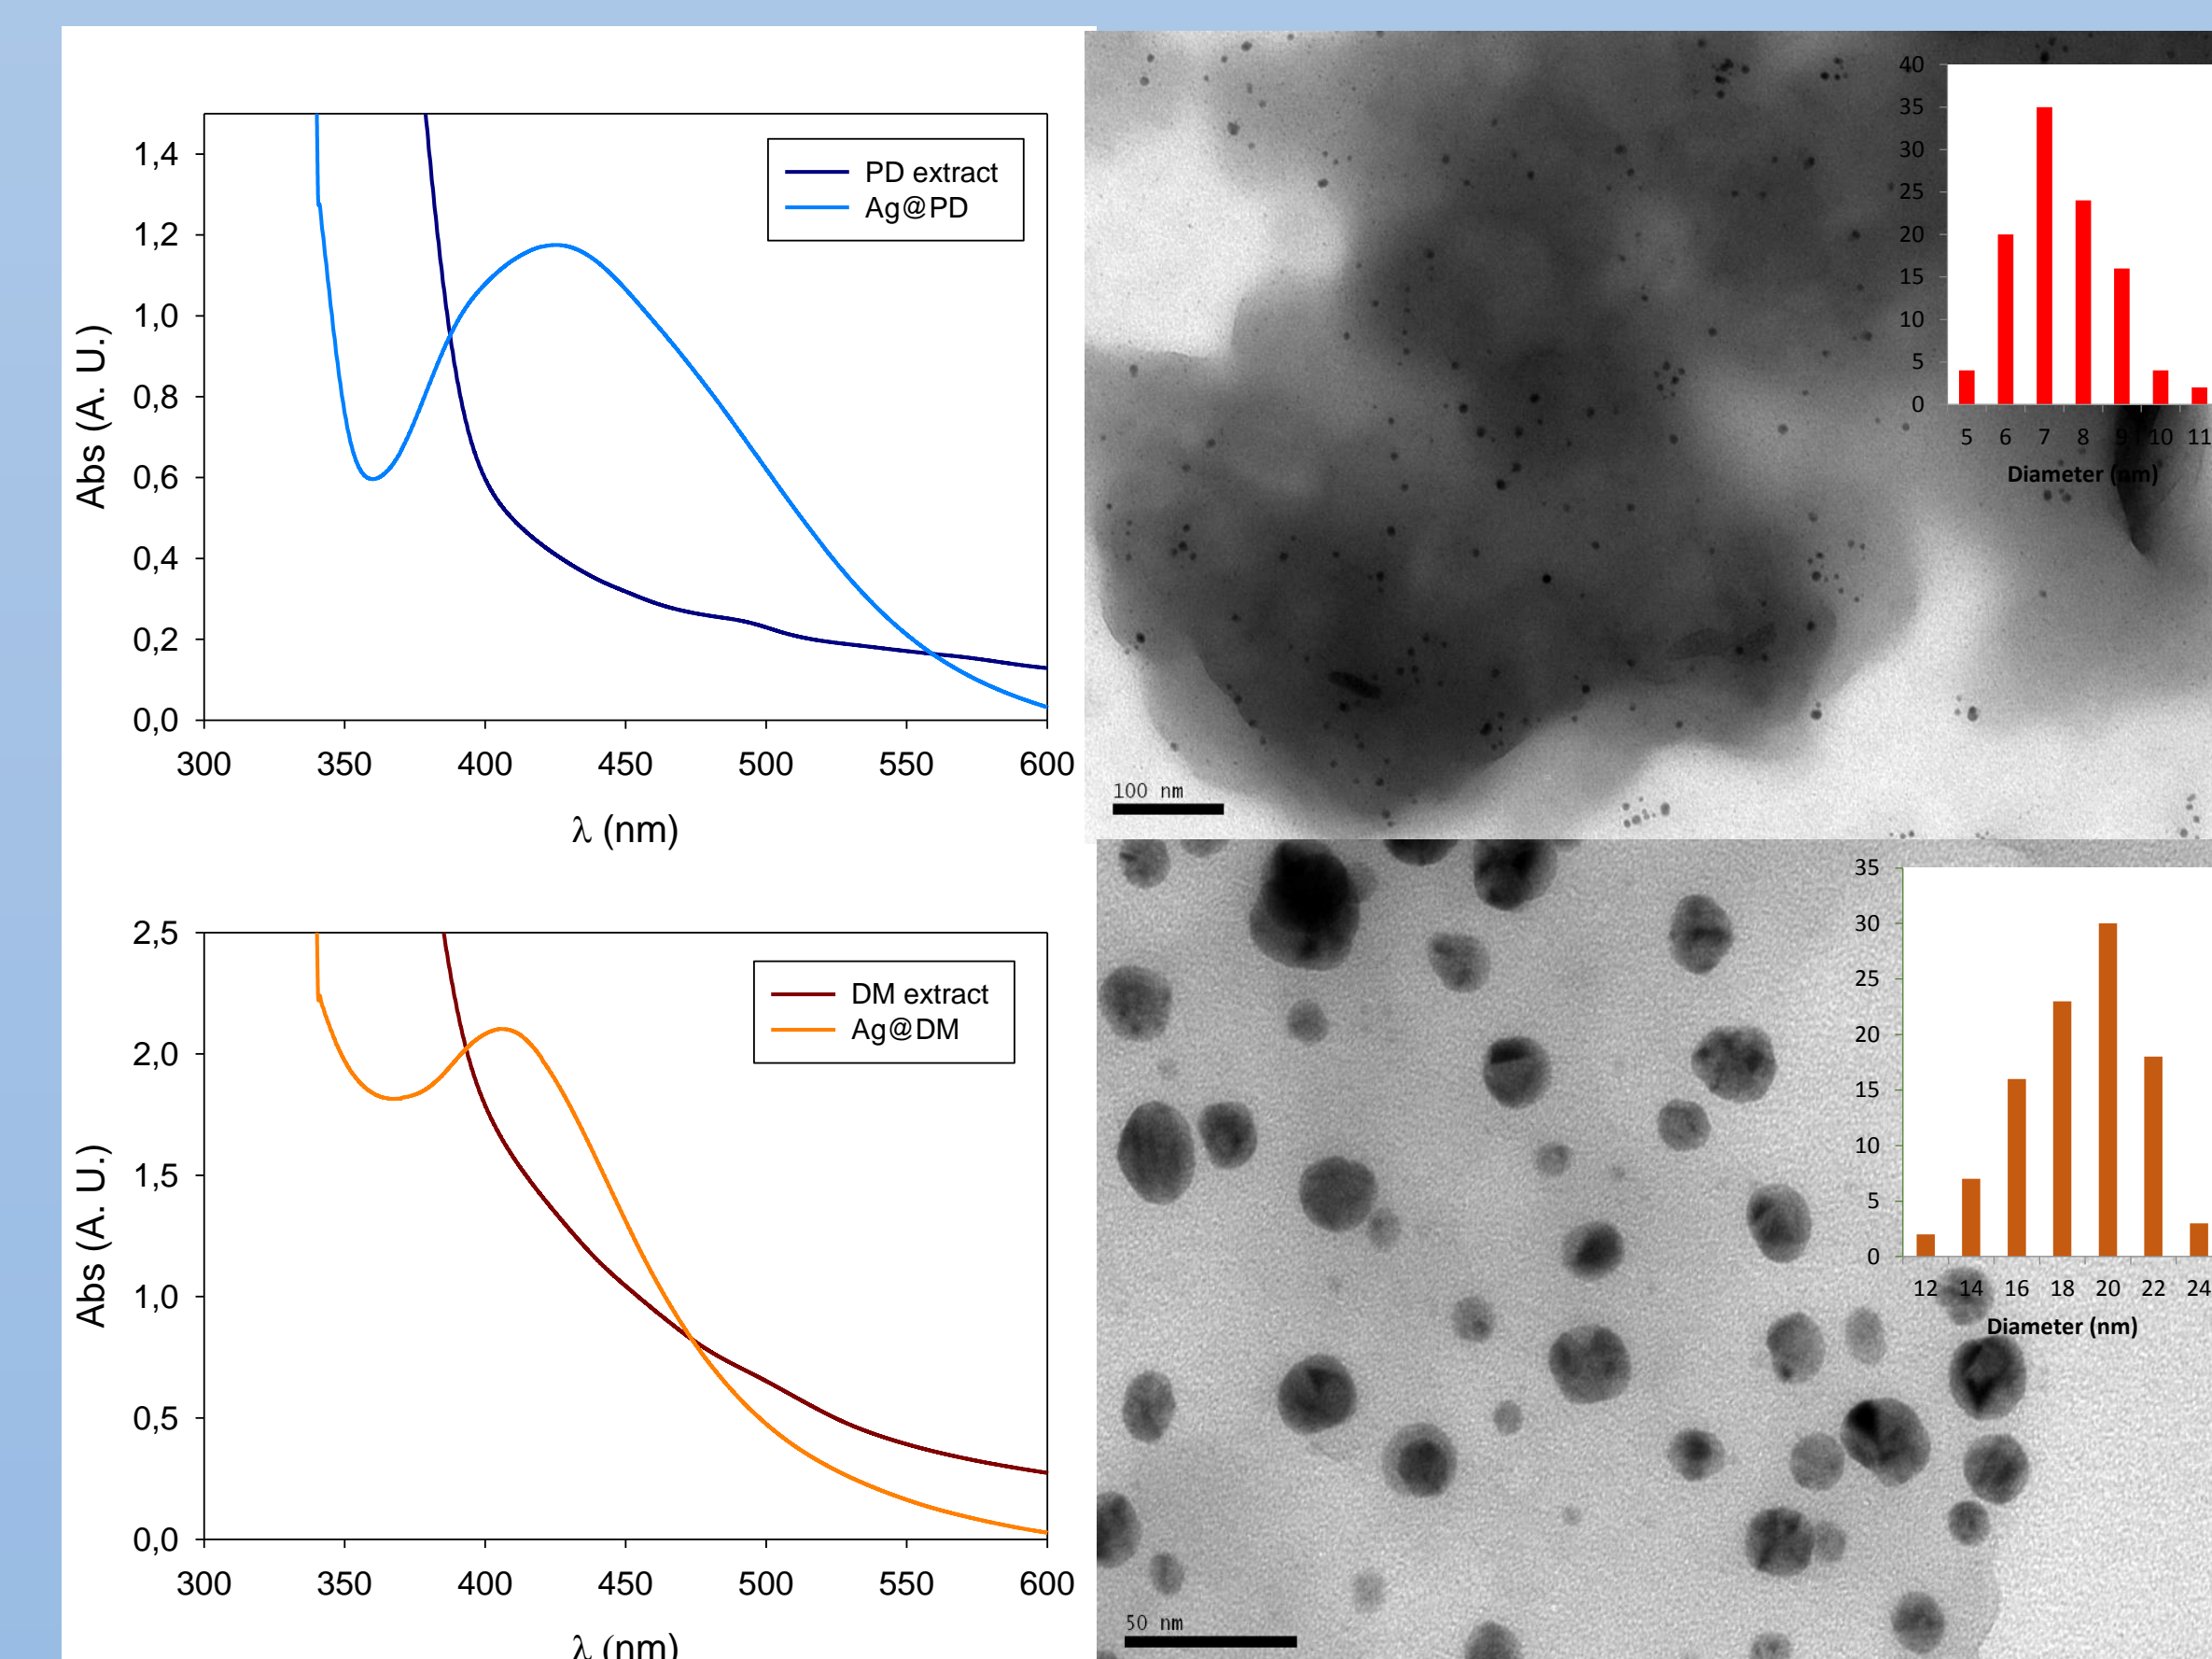 1,4
1,2
1,0
0,8
0,6
0,4
0,2
0,0
Abs (A. U.)
PD extract
Ag@PD
300 350 400 450 500 550 600
λ (nm)
40
35
30
25
20
15
10
5
0
5 6 7 8 9 10 11
Diameter (nm)
100 nm
2,5
2,0
1,5
1,0
0,5
0,0
Abs (A. U.)
DM extract
Ag@DM
300 350 400 450 500 550 600
λ (nm)
35
30
25
20
15
10
5
0
12 14 16 18 20 22 24
Diameter (nm)
50 nm